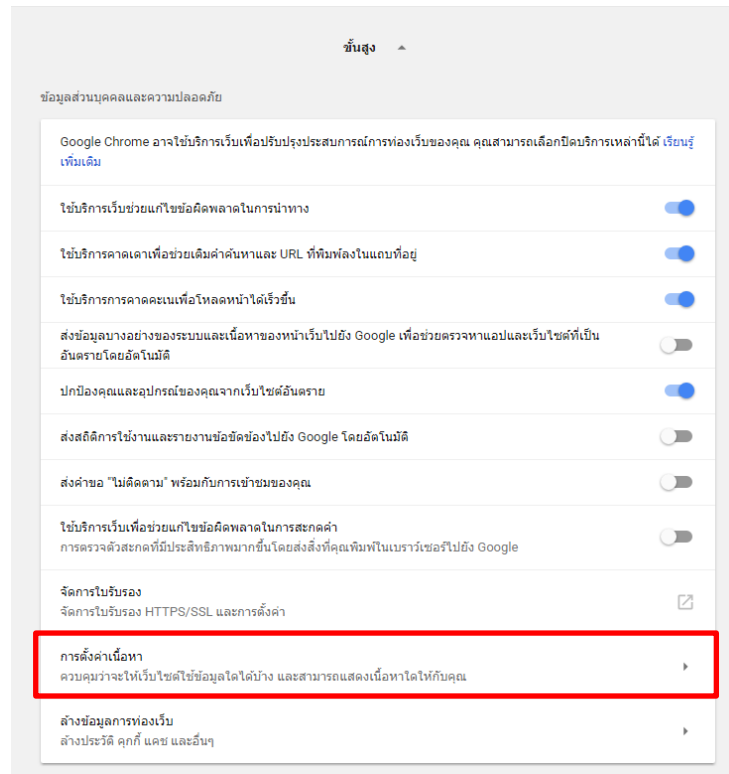 ขั้นสูง
ข้อมูลส่วนบุคคลและความปลอดภัย
Google Chrome อาจใช้บริการเว็บเพื่อปรับปรุงประสบการณ์การท่องเว็บของคุณ คุณสามารถเลือกปิดบริการเหล่านี้ได้ เรียนรู้
เพิ่มเติม
ใช้บริการเว็บช่วยแก้ไขข้อผิดพลาดในการนำทาง
ใช้บริการคาดเดาเพื่อช่วยเติมคำค้นหาและ URL ที่พิมพ์ลงในแถบที่อยู่
ใช้บริการการคาดคะเนเพื่อโหลดหน้าได้เร็วขึ้น
ส่งข้อมูลบางอย่างของระบบและเนื้อหาของหน้าเว็บไปยัง Google เพื่อช่วยตรวจหาแอปและเว็บไซต์ที่เป็น
อันตรายโดยอัตโนมัติ
ปกป้องคุณและอุปกรณ์ของคุณจากเว็บไซต์อันตราย
ส่งสถิติการใช้งานและรายงานข้อขัดข้องไปยัง Google โดยอัตโนมัติ
ส่งคำขอ "ไม่ติดตาม" พร้อมกับการเข้าชมของคุณ
ใช้บริการเว็บเพื่อช่วยแก้ไขข้อผิดพลาดในการสะกดคำ
การตรวจตัวสะกดที่มีประสิทธิภาพมากขึ้นโดยส่งสิ่งที่คุณพิมพ์ในเบราว์เซอร์ไปยัง Google
จัดการใบรับรอง
จัดการใบรับรอง HTTPS/SSL และการตั้งค่า
การตั้งค่าเนื้อหา
ควบคุมว่าจะให้เว็บไซต์ใช้ข้อมูลใดได้บ้าง และสามารถแสดงเนื้อหาใดให้กับคุณ
ล้างข้อมูลการท่องเว็บ
ล้างประวัติ คุกกี้ แคช และอื่นๆ